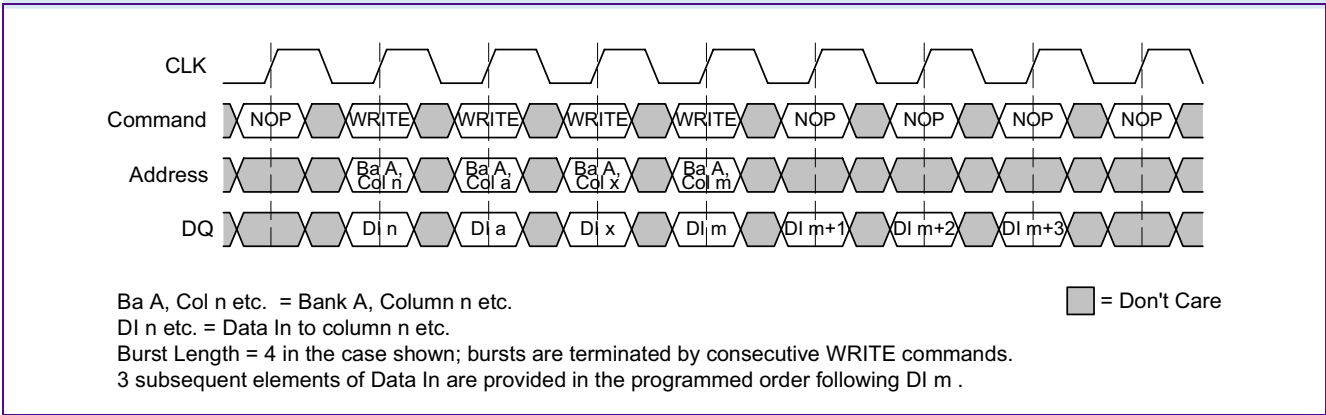 CLK
Command NOP WRITE WRITE WRITE WRITE NOP NOP NOP NOP
Address Ba A, Ba A, Ba A, Ba A,
Col n Col a Col x Col m
DQ DI n DI a DI x DI m DI m+1 DI m+2 DI m+3
Ba A, Col n etc. = Bank A, Column n etc.
= Don't Care
DI n etc. = Data In to column n etc.
Burst Length = 4 in the case shown; bursts are terminated by consecutive WRITE commands.
3 subsequent elements of Data In are provided in the programmed order following DI m .